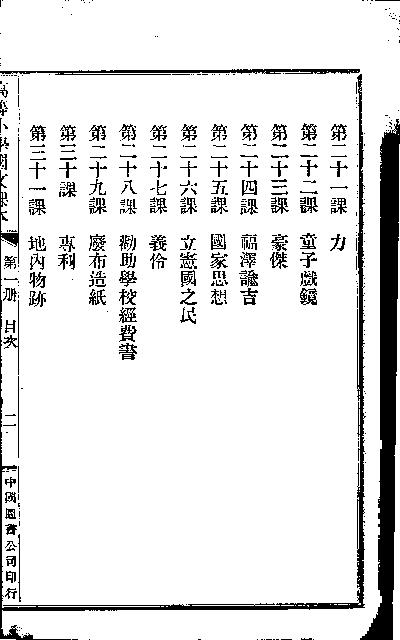 第二十一課　力
第二十二課　童子戲鏡
第二十三課　豪傑
第二十四課　福澤諭吉
第二十五課　國家思想
第二十六課　立憲國之民
第二十七課　義伶
第二十八課　勸助學校經費書
第二十九課　廢布造紙
第三十課　專利
第三十一課　地內物跡
高等小學國文課本　第一册　目次　二　中國圖書公司印行